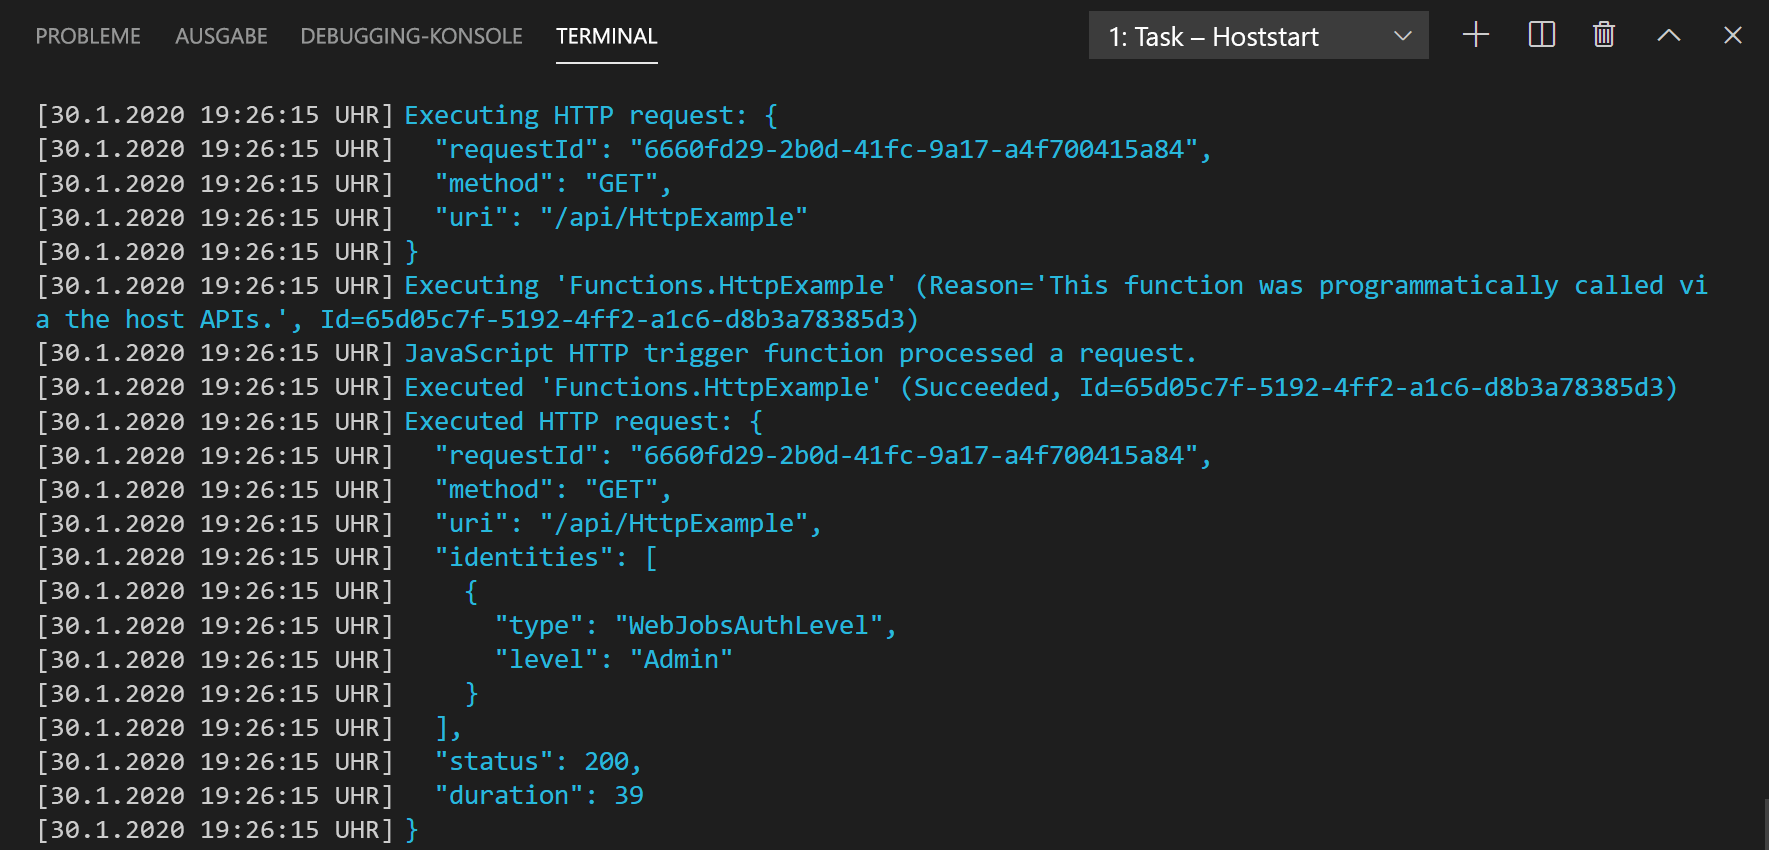 PROBLEME AUSGABE DEBUGGING-KONSOLE TERMINAL 1: Task – Hoststart
[30.1.2020 19:26:15 UHR] Executing HTTP request: {
[30.1.2020 19:26:15 UHR]   "requestId": "6660fd29-2b0d-41fc-9a17-a4f700415a84",
[30.1.2020 19:26:15 UHR]   "method": "GET",
[30.1.2020 19:26:15 UHR]   "uri": "/api/HttpExample"
[30.1.2020 19:26:15 UHR] }
[30.1.2020 19:26:15 UHR] Executing 'Functions.HttpExample' (Reason='This function was programmatically called vi
a the host APIs.', Id=65d05c7f-5192-4ff2-a1c6-d8b3a78385d3)
[30.1.2020 19:26:15 UHR] JavaScript HTTP trigger function processed a request.
[30.1.2020 19:26:15 UHR] Executed 'Functions.HttpExample' (Succeeded, Id=65d05c7f-5192-4ff2-a1c6-d8b3a78385d3)
[30.1.2020 19:26:15 UHR] Executed HTTP request: {
[30.1.2020 19:26:15 UHR]   "requestId": "6660fd29-2b0d-41fc-9a17-a4f700415a84",
[30.1.2020 19:26:15 UHR]   "method": "GET",
[30.1.2020 19:26:15 UHR]   "uri": "/api/HttpExample",
[30.1.2020 19:26:15 UHR]   "identities": [
[30.1.2020 19:26:15 UHR]     {
[30.1.2020 19:26:15 UHR]       "type": "WebJobsAuthLevel",
[30.1.2020 19:26:15 UHR]       "level": "Admin"
[30.1.2020 19:26:15 UHR]     }
[30.1.2020 19:26:15 UHR]   ],
[30.1.2020 19:26:15 UHR]   "status": 200,
[30.1.2020 19:26:15 UHR]   "duration": 39
[30.1.2020 19:26:15 UHR] }